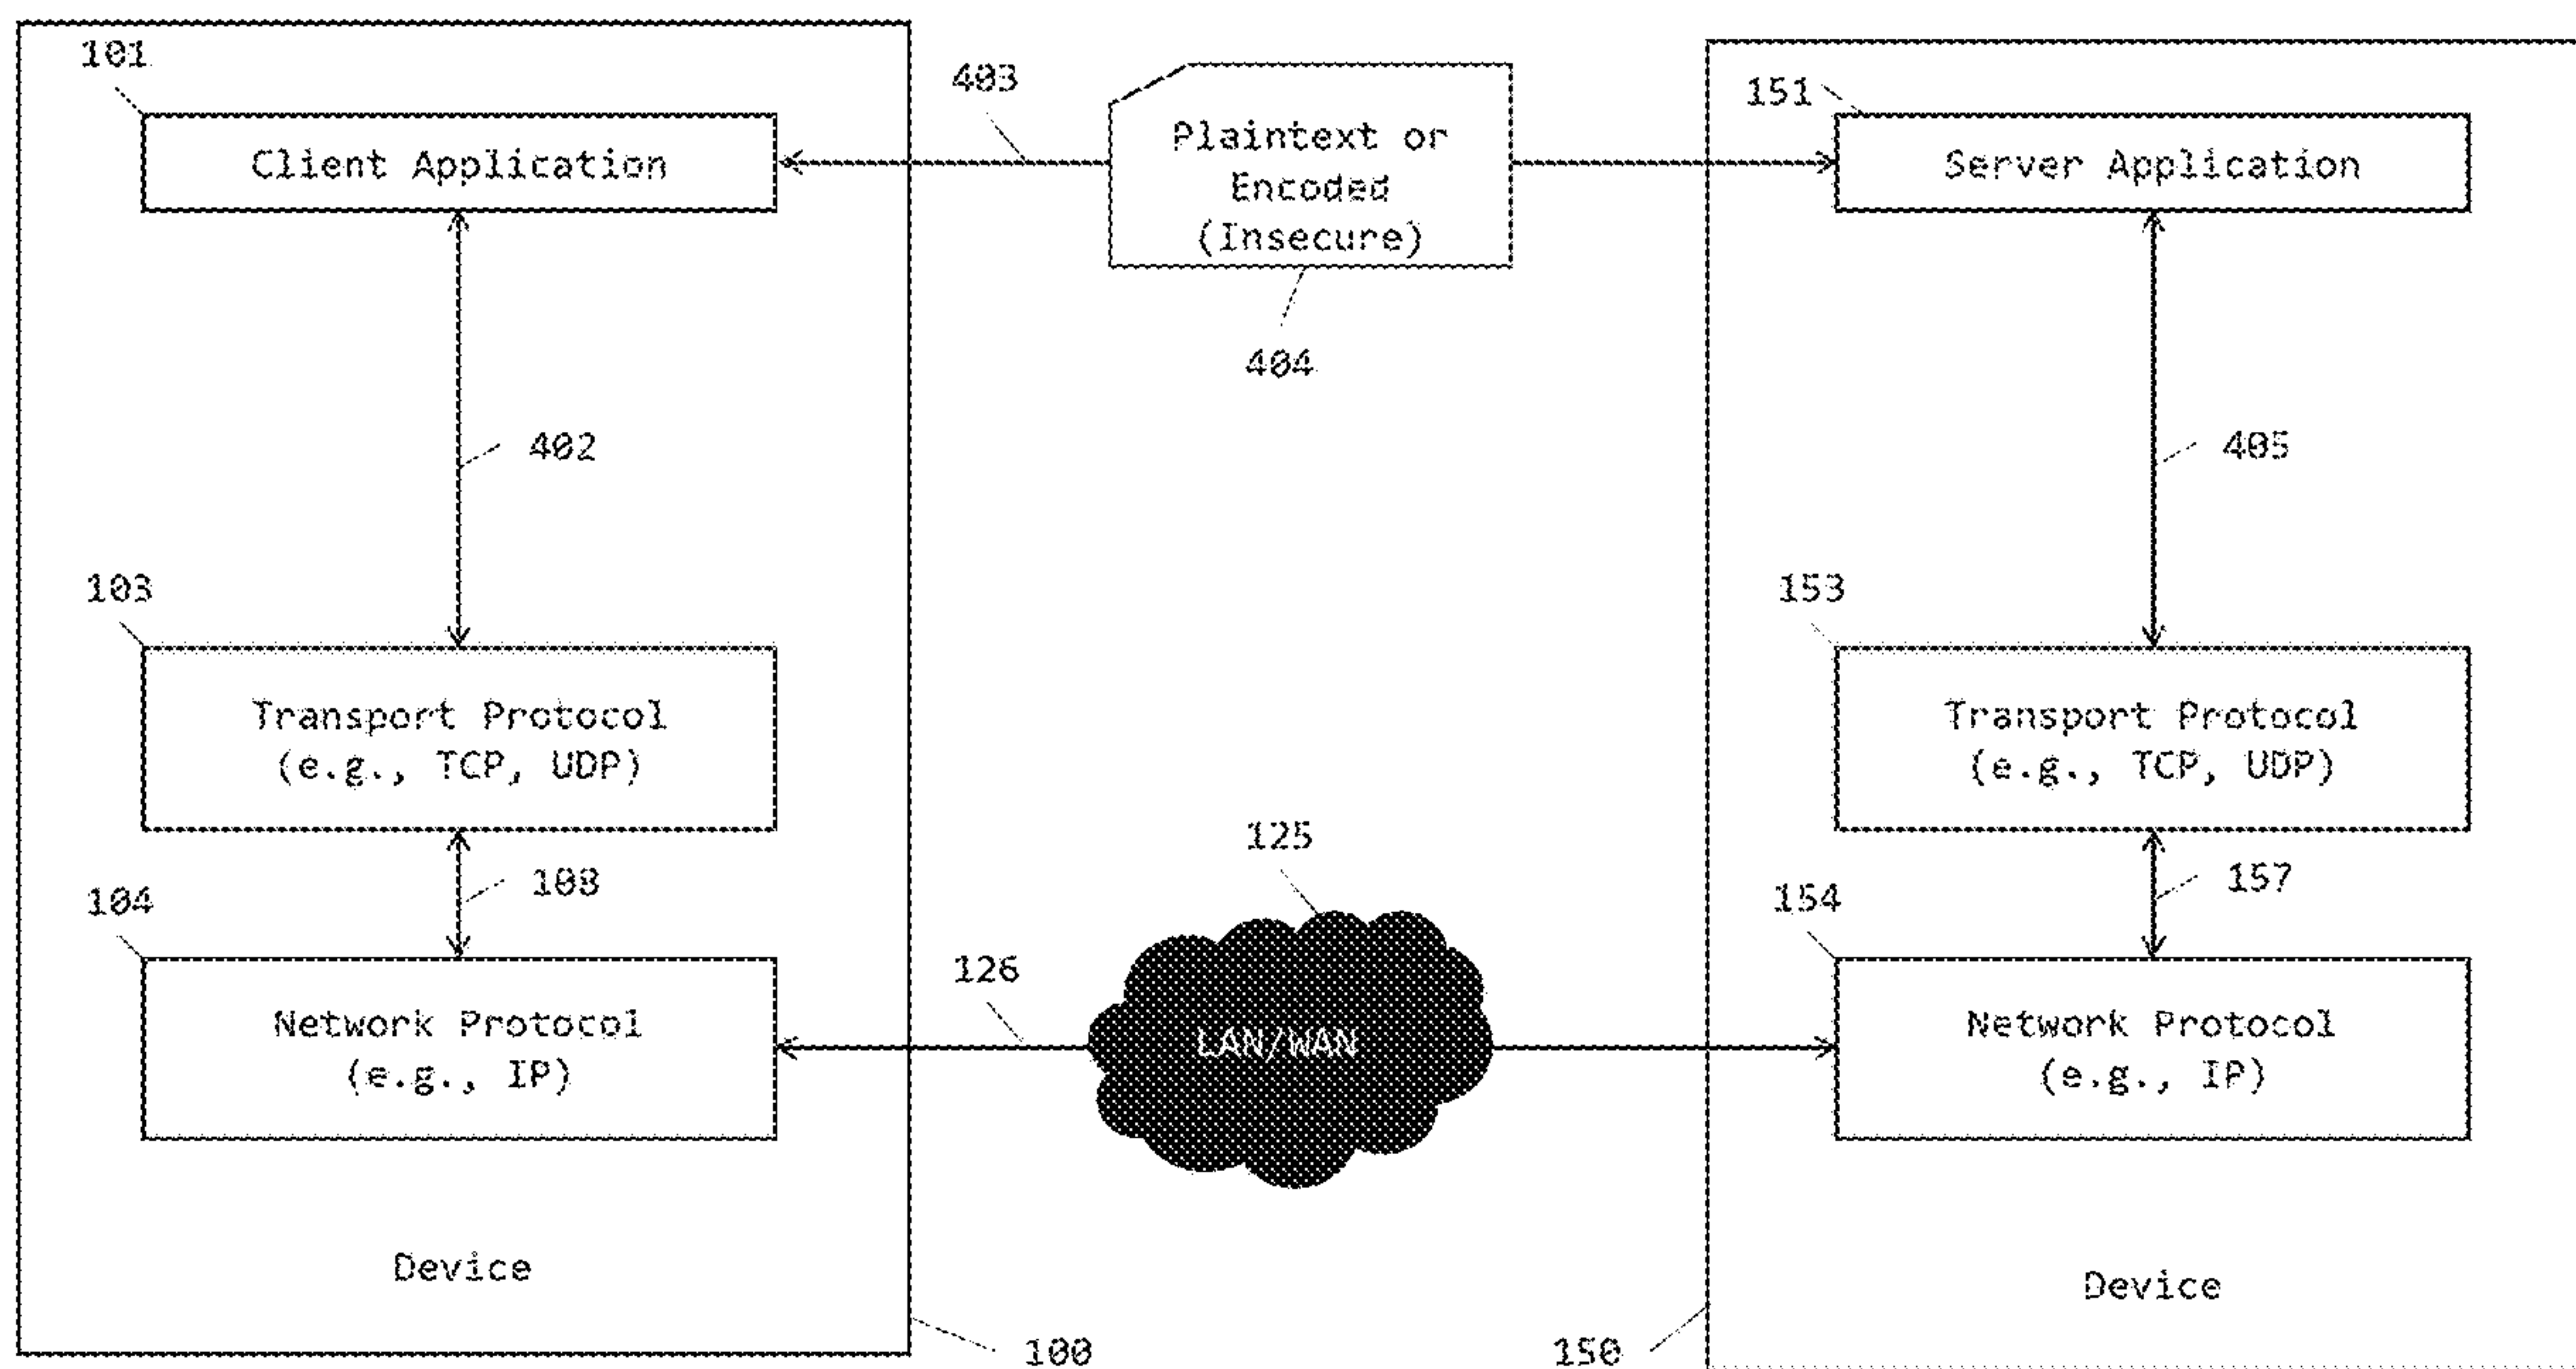 101
Client Application
403
Plaintext or
Encoded
(Insecure)
404
151
Server Application
402
405
103
Transport Protocol
(e.g., TCP, UDP)
153
Transport Protocol
(e.g., TCP, UDP)
108
157
104
Network Protocol
(e.g., IP)
125
126
LAN/WAN
154
Network Protocol
(e.g., IP)
Device
100
Device
150